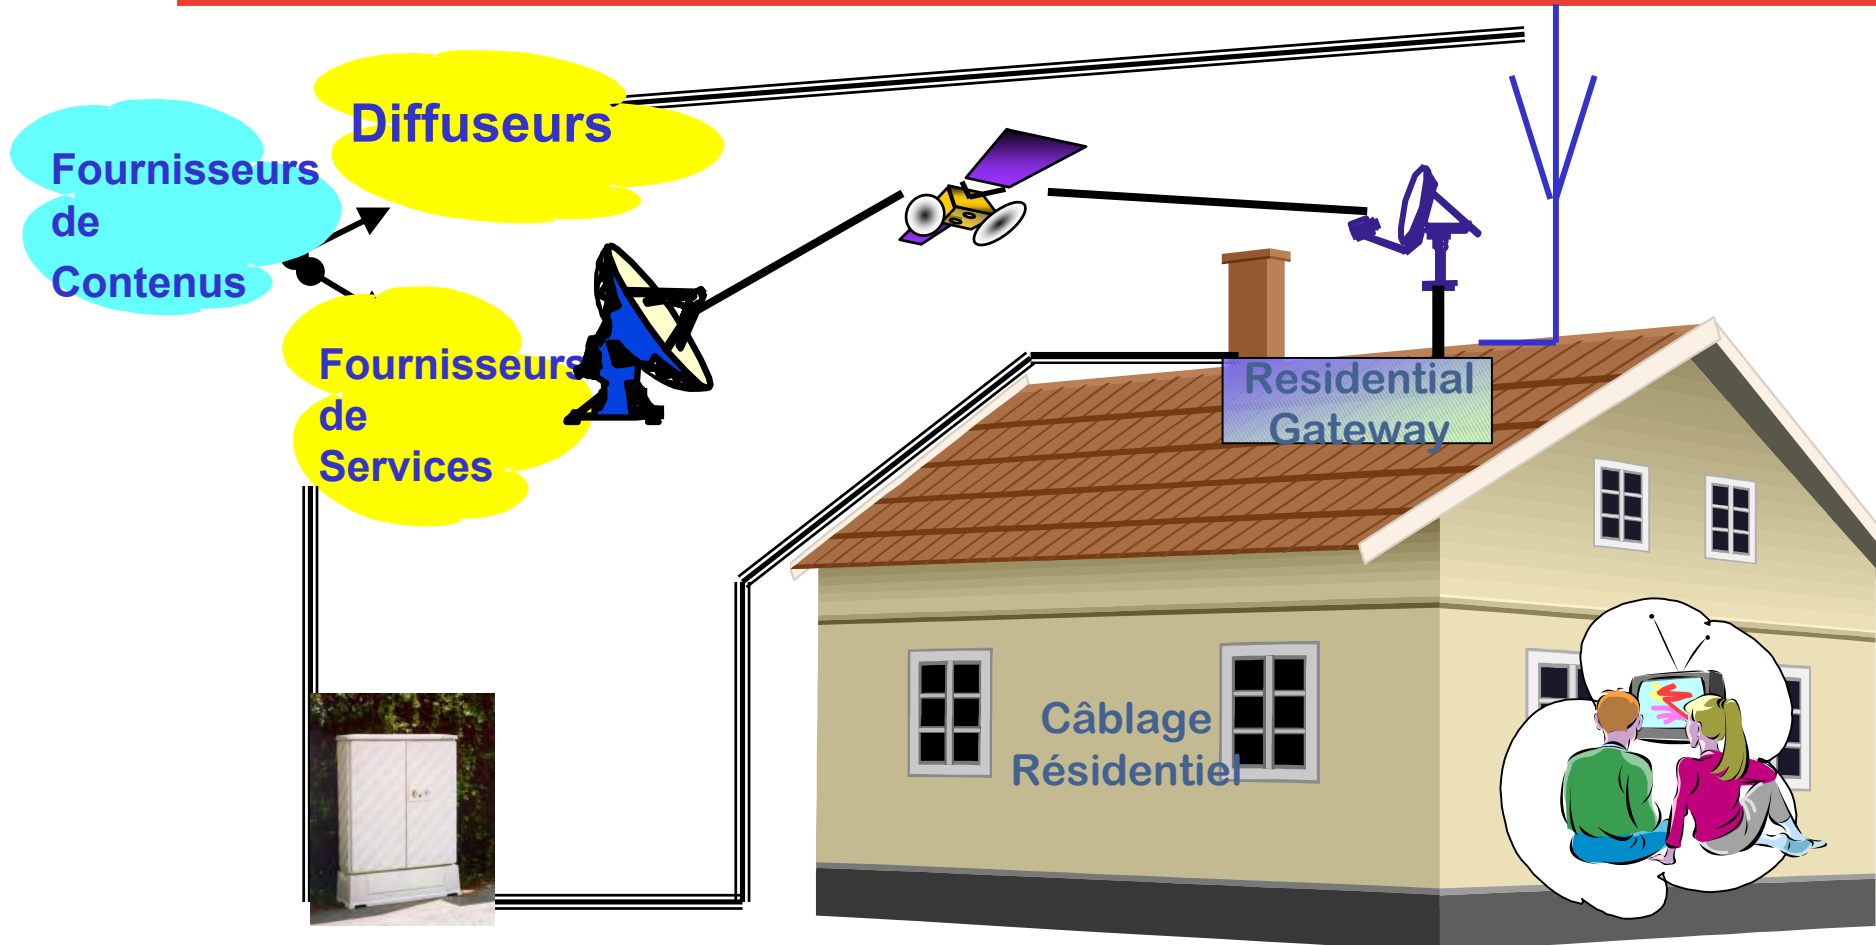 Diffuseurs
Fournisseurs
de
Contenus
Fournisseurs
de
Services
Residential
Gateway
Câblage
Résidentiel